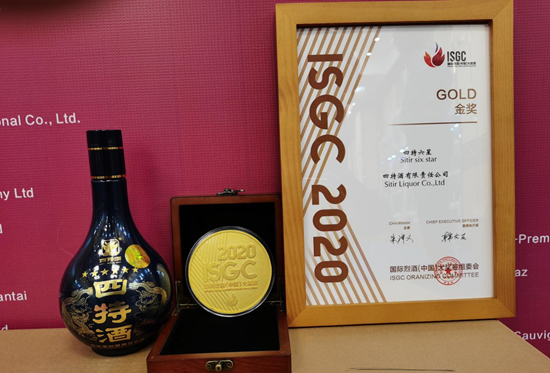 onal Co., Ltd.
ny Ltd
antai
-Prem
az
Sauvig
四特酒
2020
ISGC
ISGC 2020
ISGC
GOLD
金奖
四特六星
Sitir six star
四特酒有限责任公司
Sitir Liquor Co.,Ltd
CHAIRMAN
CHIEF EXECUTIVE OFFICER
国际烈酒(中国)大奖赛组委会
ISGC ORANIZING COMMITTEE